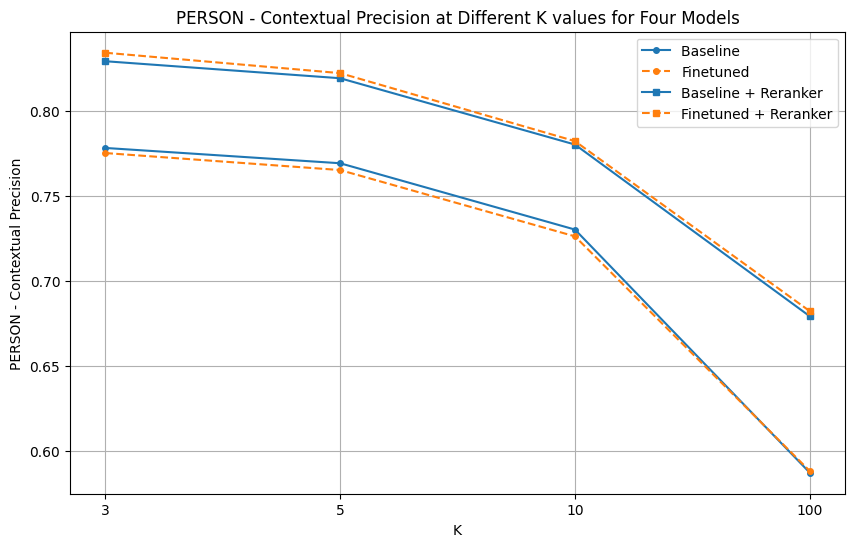 PERSON - Contextual Precision at Different K values for Four Models
Baseline
Finetuned
Baseline + Reranker
Finetuned + Reranker
PERSON - Contextual Precision
0.80
0.75
0.70
0.65
0.60
3
5
10
100
K